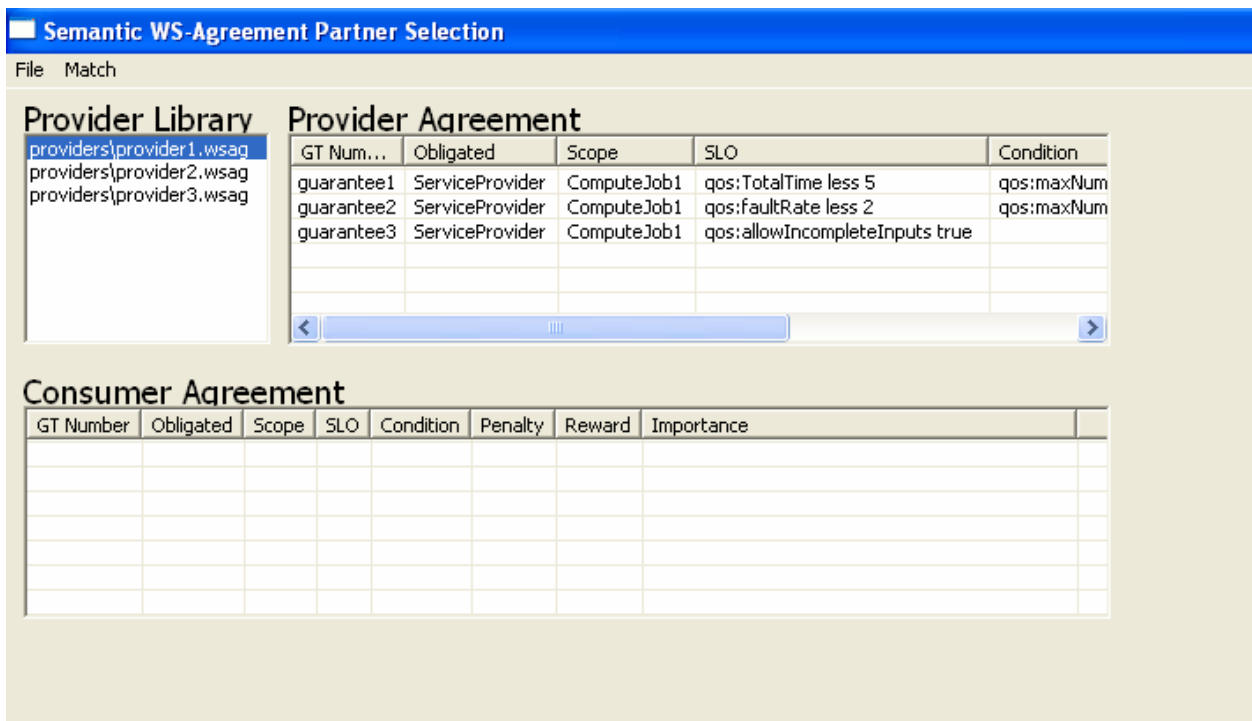 Semantic WS-Agreement Partner Selection
File Match
Provider Library
providers\provider1.wsag
providers\provider2.wsag
providers\provider3.wsag
Provider Agreement
GT Num... Obligated Scope SLO Condition
guarantee1 ServiceProvider ComputeJob1 qos:TotalTime less 5 qos:maxNum
guarantee2 ServiceProvider ComputeJob1 qos:faultRate less 2 qos:maxNum
guarantee3 ServiceProvider ComputeJob1 qos:allowIncompleteInputs true
Consumer Agreement
GT Number Obligated Scope SLO Condition Penalty Reward Importance